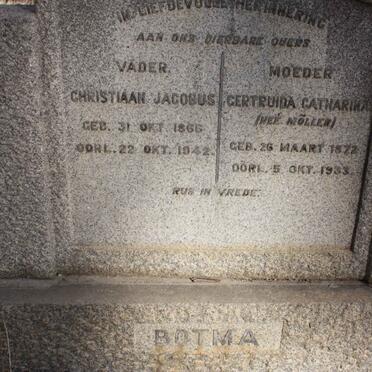 IN LIEFDEVOLLE HERINNERING
AAN ONS DIERBARE OUERS
VADER
CHRISTIAAN JACOBUS
GEB. 31 OKT. 1866
OORL. 22 OKT. 1942
MOEDER
GERTRUIDA CATHARINA
(NEÉ MÖLLER)
GEB. 26 MAART 1872
OORL. 5 OKT. 1953
RUS IN VREDE.
BOTMA